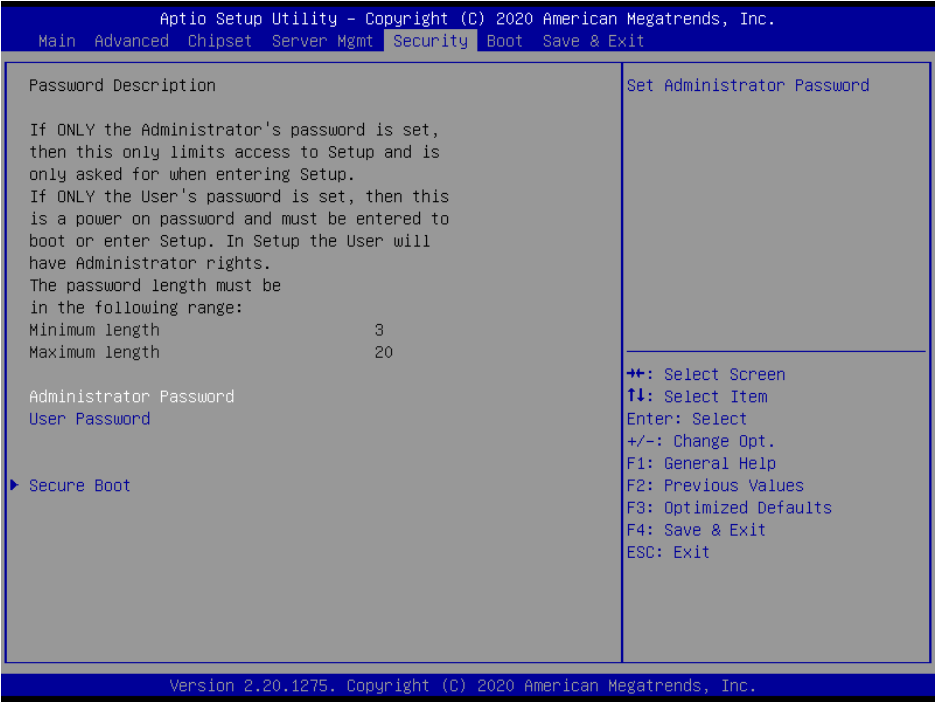 Aptio Setup Utility – Copyright (C) 2020 American Megatrends, Inc.
Main Advanced Chipset Server Mgmt Security Boot Save & Exit
Password Description
If ONLY the Administrator's password is set,
then this only limits access to Setup and is
only asked for when entering Setup.
If ONLY the User's password is set, then this
is a power on password and must be entered to
boot or enter Setup. In Setup the User will
have Administrator rights.
The password length must be
in the following range:
Minimum length 3
Maximum length 20
Administrator Password
User Password
Secure Boot
Set Administrator Password
→←: Select Screen
↑↓: Select Item
Enter: Select
+/-: Change Opt.
F1: General Help
F2: Previous Values
F3: Optimized Defaults
F4: Save & Exit
ESC: Exit
Version 2.20.1275. Copyright (C) 2020 American Megatrends, Inc.